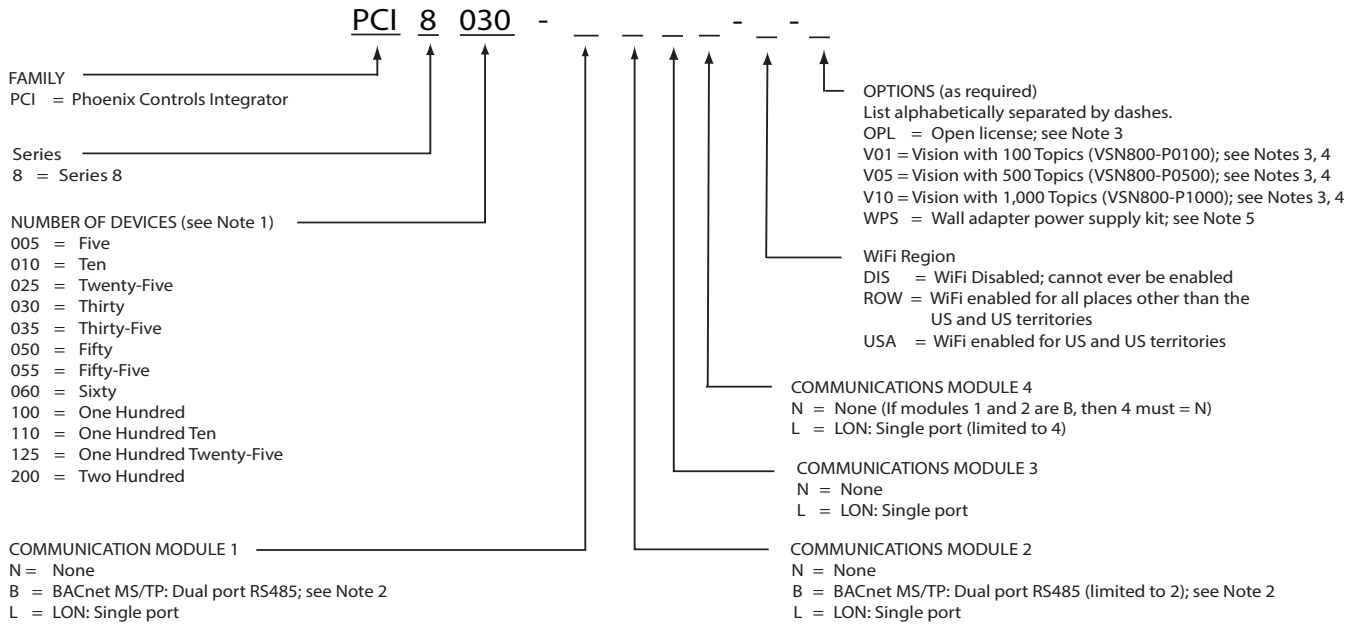 PCI 8 030 - _ _ _ _ - _ - _
FAMILY
PCI = Phoenix Controls Integrator
Series
8 = Series 8
NUMBER OF DEVICES (see Note 1)
005 = Five
010 = Ten
025 = Twenty-Five
030 = Thirty
035 = Thirty-Five
050 = Fifty
055 = Fifty-Five
060 = Sixty
100 = One Hundred
110 = One Hundred Ten
125 = One Hundred Twenty-Five
200 = Two Hundred
COMMUNICATION MODULE 1
N = None
B = BACnet MS/TP: Dual port RS485; see Note 2
L = LON: Single port
OPTIONS (as required)
List alphabetically separated by dashes.
OPL = Open license; see Note 3
V01 = Vision with 100 Topics (VSN800-P0100); see Notes 3, 4
V05 = Vision with 500 Topics (VSN800-P0500); see Notes 3, 4
V10 = Vision with 1,000 Topics (VSN800-P1000); see Notes 3, 4
WPS = Wall adapter power supply kit; see Note 5
WiFi Region
DIS = WiFi Disabled; cannot ever be enabled
ROW = WiFi enabled for all places other than the
US and US territories
USA = WiFi enabled for US and US territories
COMMUNICATIONS MODULE 4
N = None (If modules 1 and 2 are B, then 4 must = N)
L = LON: Single port (limited to 4)
COMMUNICATIONS MODULE 3
N = None
L = LON: Single port
COMMUNICATIONS MODULE 2
N = None
B = BACnet MS/TP: Dual port RS485 (limited to 2); see Note 2
L = LON: Single port